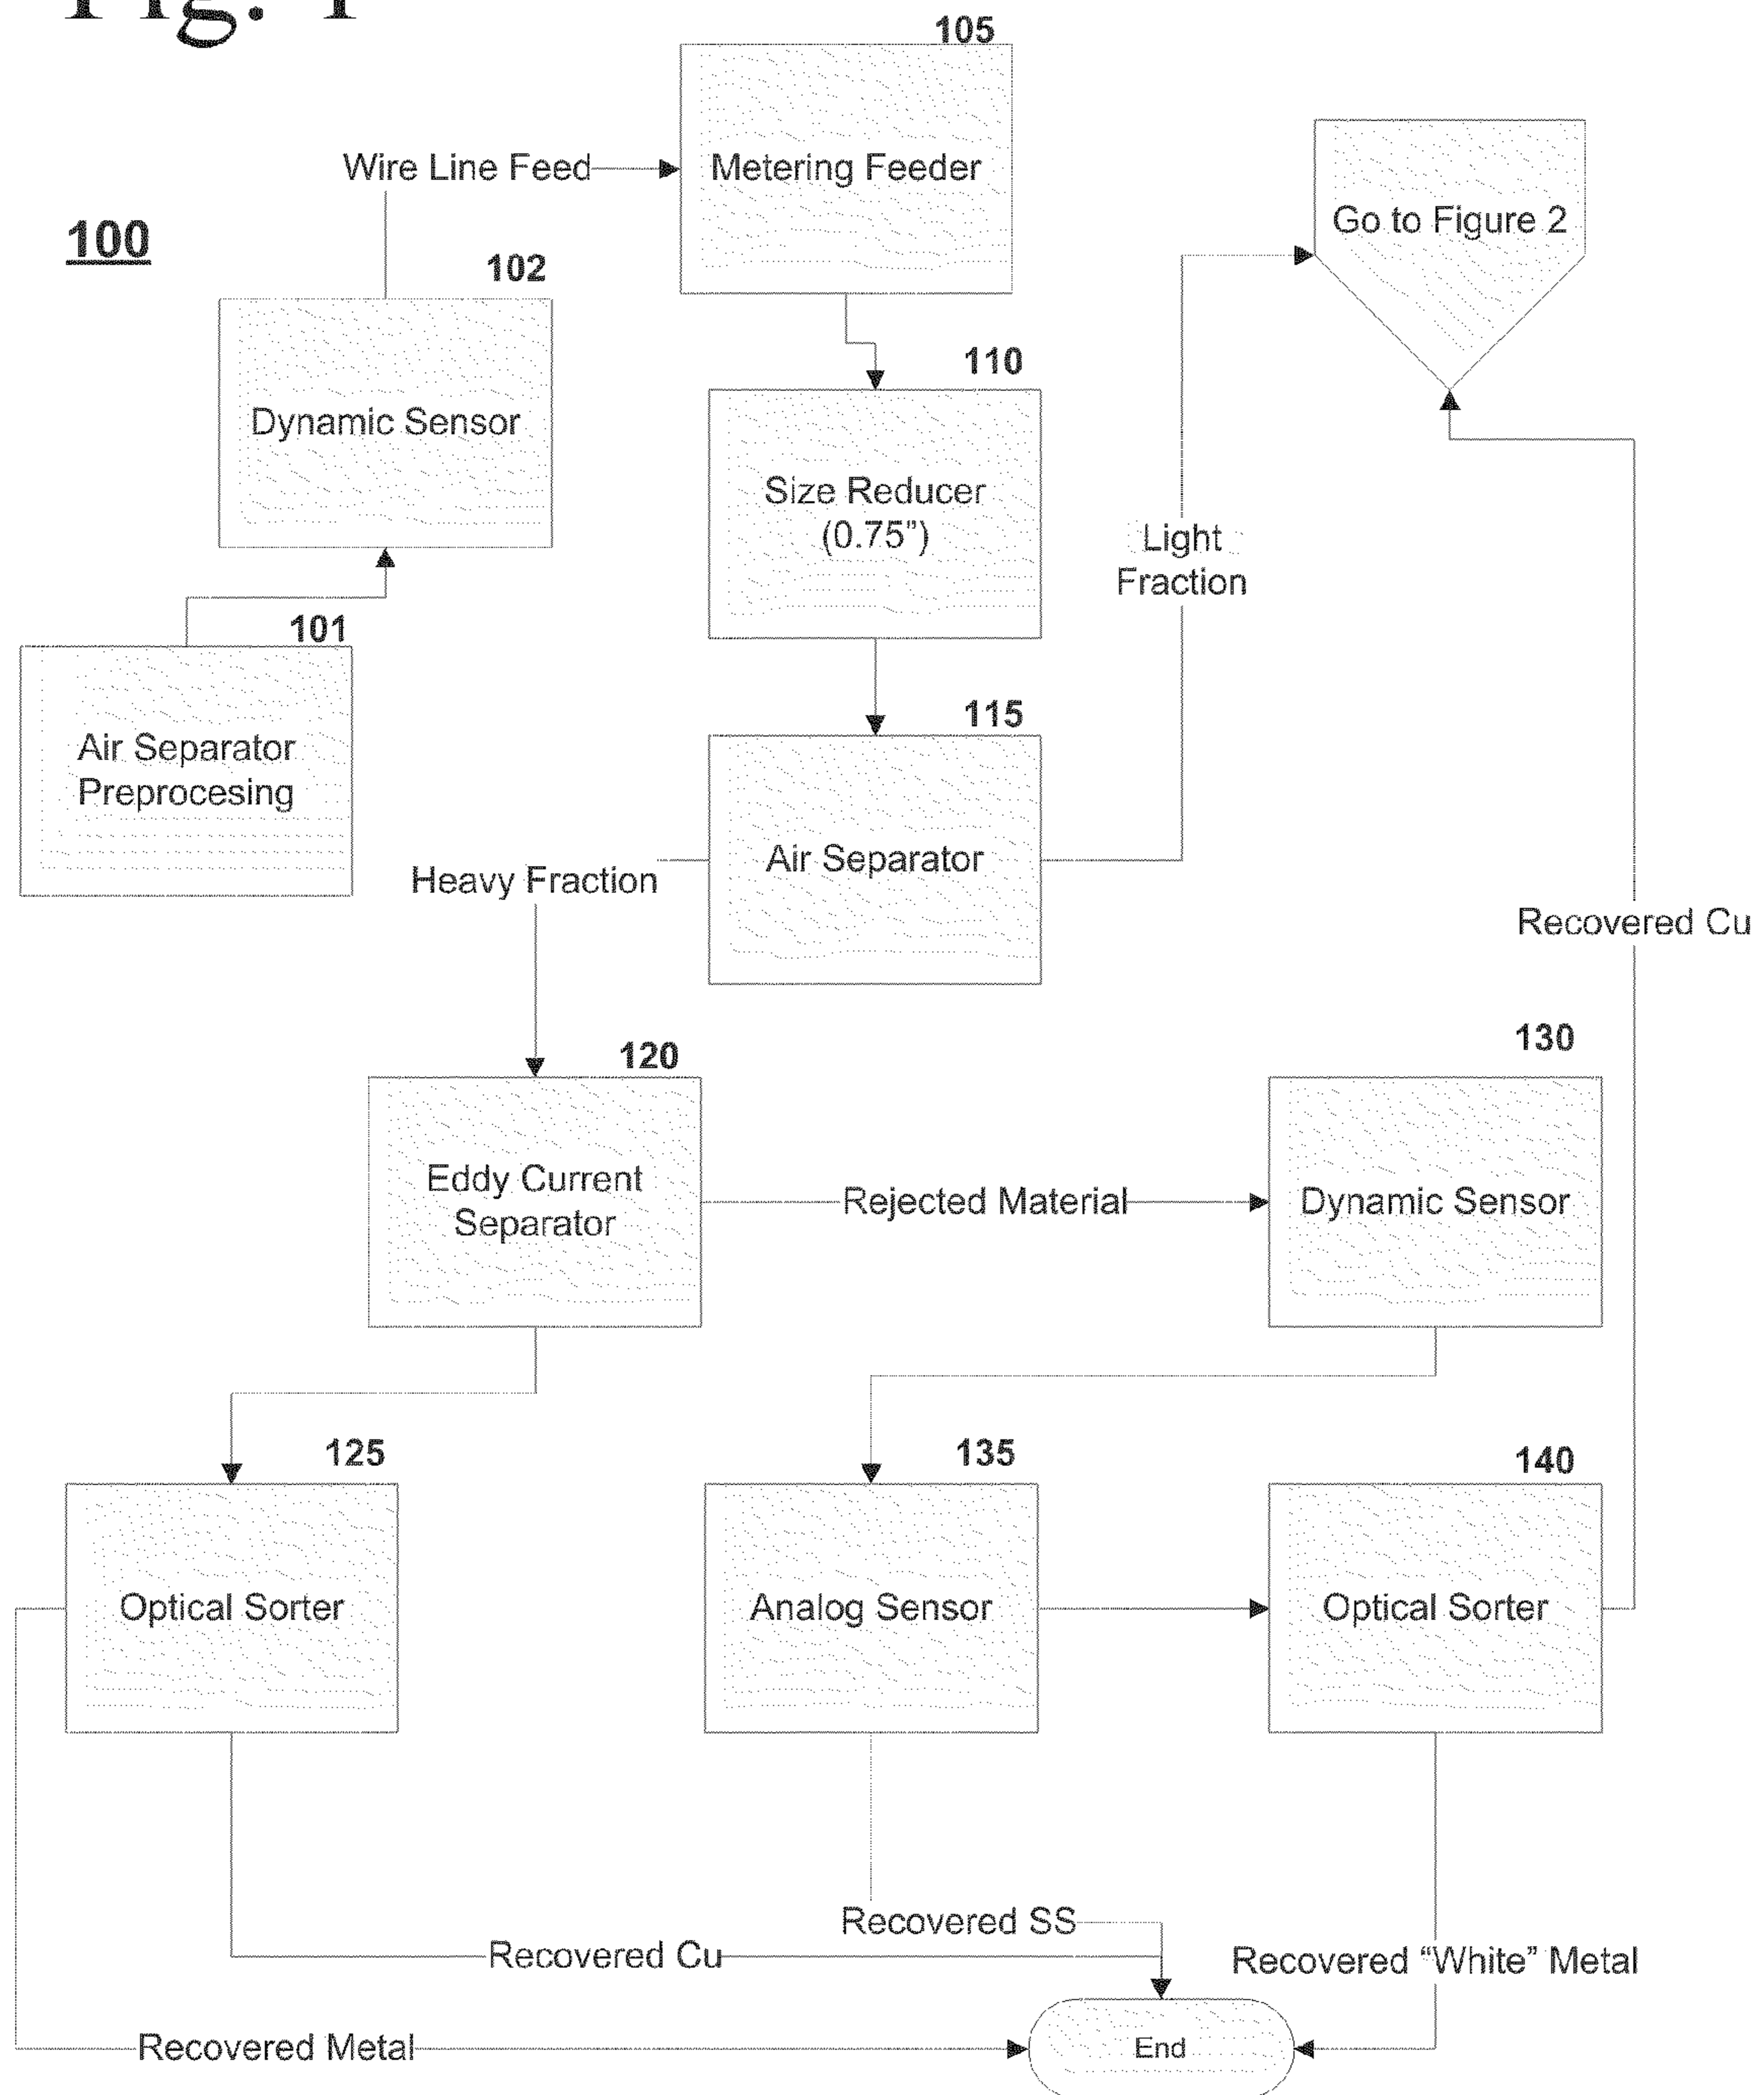 Fig. 1
105
Wire Line Feed
Metering Feeder
Go to Figure 2
100
102
110
Dynamic Sensor
Size Reducer
(0.75”)
Light
Fraction
101
115
Air Separator
Preprocesing
Air Separator
Heavy Fraction
Recovered Cu
120
130
Eddy Current
Separator
Rejected Material
Dynamic Sensor
125
135
140
Optical Sorter
Analog Sensor
Optical Sorter
Recovered SS
Recovered Cu
Recovered “White” Metal
Recovered Metal
End